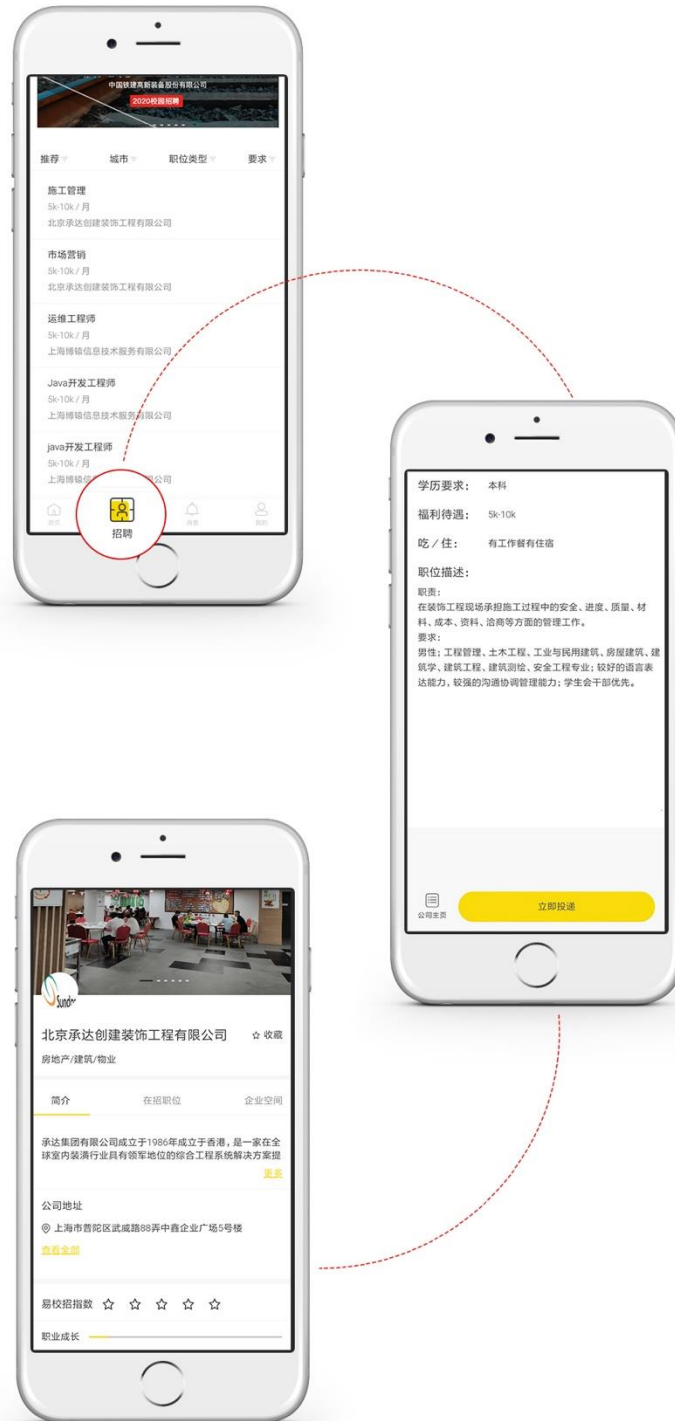 中国铁建高新装备股份有限公司
2020校园招聘
推荐 城市 职位类型 要求
施工管理
5k-10k / 月
北京承达创建装饰工程有限公司
市场营销
5k-10k / 月
北京承达创建装饰工程有限公司
运维工程师
5k-10k / 月
上海博辕信息技术服务有限公司
Java开发工程师
5k-10k / 月
上海博辕信息技术服务有限公司
java开发工程师
5k-10k / 月
上海博辕信 公司
首页 招聘 消息 我的
学历要求: 本科
福利待遇: 5k-10k
吃 / 住: 有工作餐有住宿
职位描述:
职责:
在装饰工程现场承担施工过程中的安全、进度、质量、材
料、成本、资料、洽商等方面的管理工作。
要求:
男性; 工程管理、土木工程、工业与民用建筑、房屋建筑、建
筑学、建筑工程、建筑测绘、安全工程专业; 较好的语言表
达能力, 较强的沟通协调管理能力; 学生会干部优先。
公司主页 立即投递
Sundar
北京承达创建装饰工程有限公司 收藏
房地产/建筑/物业
简介 在招职位 企业空间
承达集团有限公司成立于1986年成立于香港, 是一家在全
球室内装潢行业具有领军地位的综合工程系统解决方案提
更多
公司地址
上海市普陀区武威路88弄中鑫企业广场5号楼
查看全部
易校招指数
职业成长